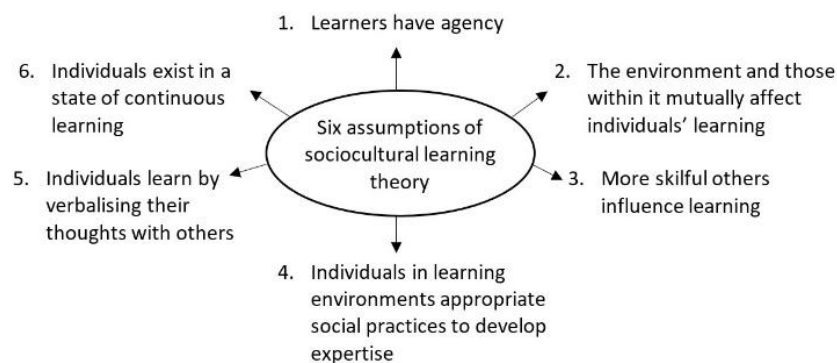 1. Learners have agency
6. Individuals exist in a
state of continuous
learning
2. The environment and those
within it mutually affect
individuals' learning
Six assumptions of
sociocultural learning
theory
5. Individuals learn by
verbalising their
thoughts with others
3. More skilful others
influence learning
4. Individuals in learning
environments appropriate
social practices to develop
expertise